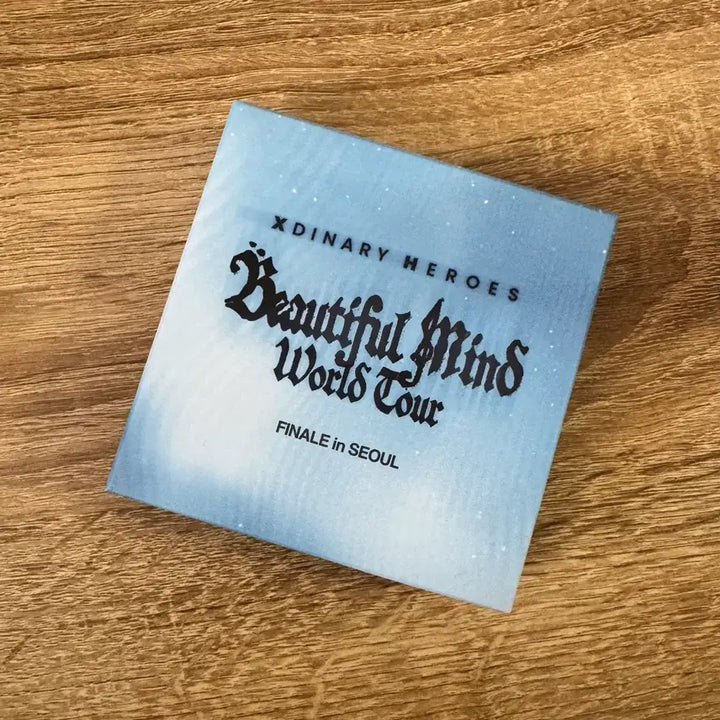 XDINARY HEROES
Beautiful Mind
World Tour
FINALE in SEOUL